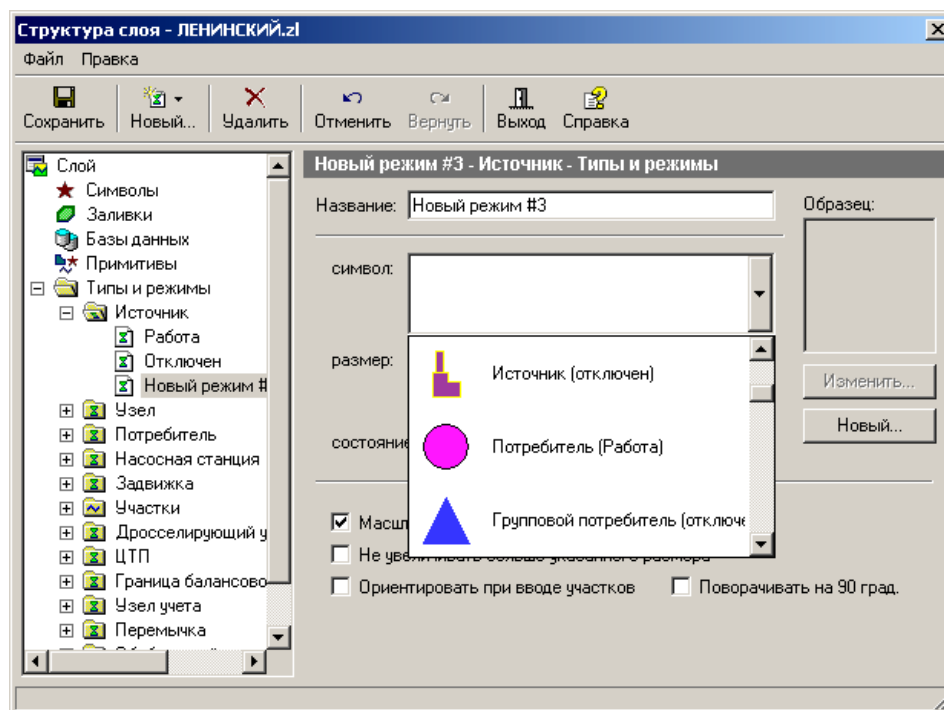 Структура слоя - ЛЕНИНСКИЙ.zl
Файл Правка
Сохранить Новый... Удалить Отменить Вернуть Выход Справка
Слой
Символы
Заливки
Базы данных
Примитивы
Типы и режимы
Источник
Работа
Отключен
Новый режим #
Узел
Потребитель
Насосная станция
Задвижка
Участки
Дросселирующий у
ЦТП
Граница балансово
Узел учета
Перемычка
Новый режим #3 - Источник - Типы и режимы
Название: Новый режим #3
Образец:
символ:
размер:
Источник (отключен)
Изменить...
Новый...
состояние
Потребитель (Работа)
Групповой потребитель (отключе
Масшт
Не увеличивать больше указанного размера
Ориентировать при вводе участков Поворачивать на 90 град.